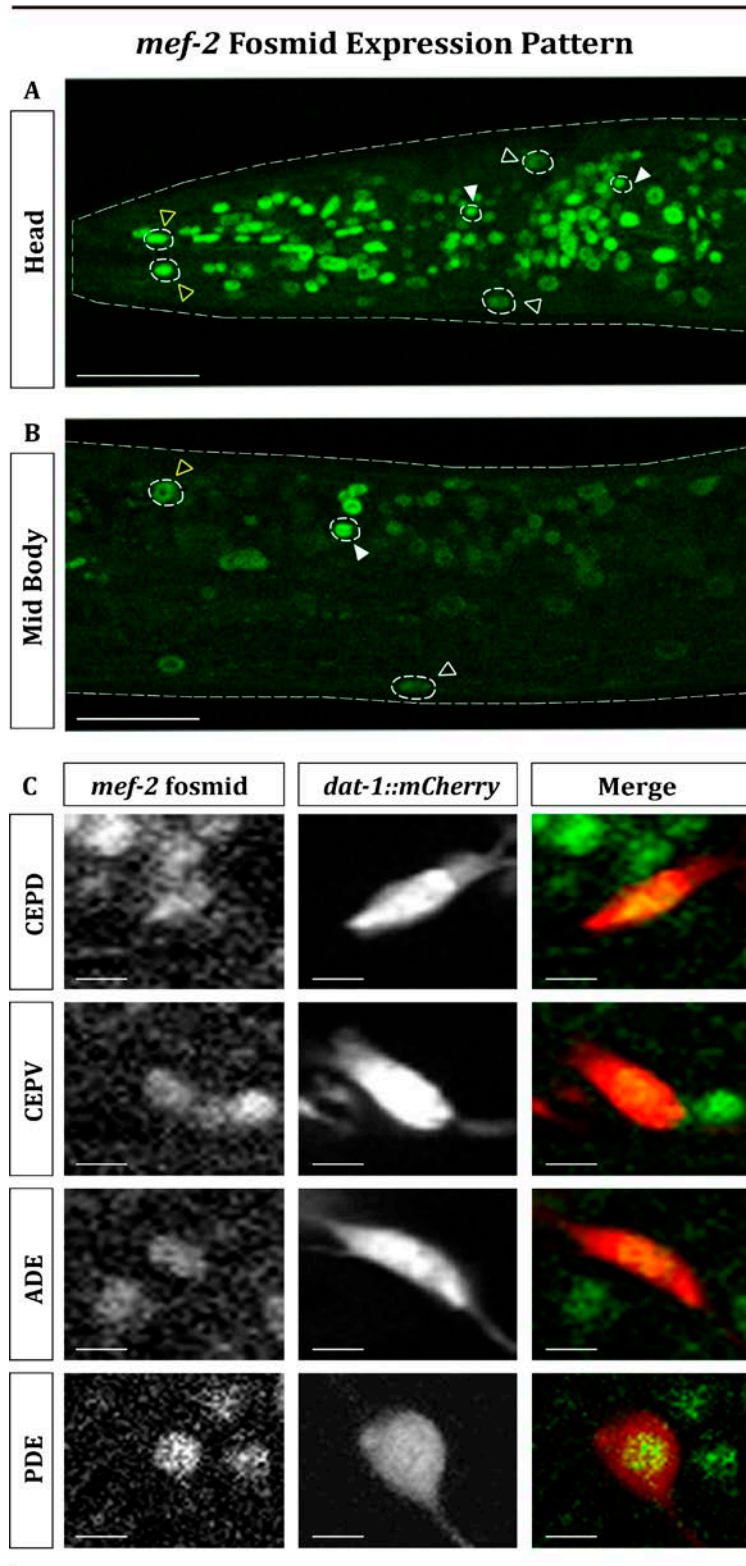 mef-2 Fosmid Expression Pattern
A
Head
B
Mid Body
C
mef-2 fosmid
dat-1::mCherry
Merge
CEPD
CEPV
ADE
PDE